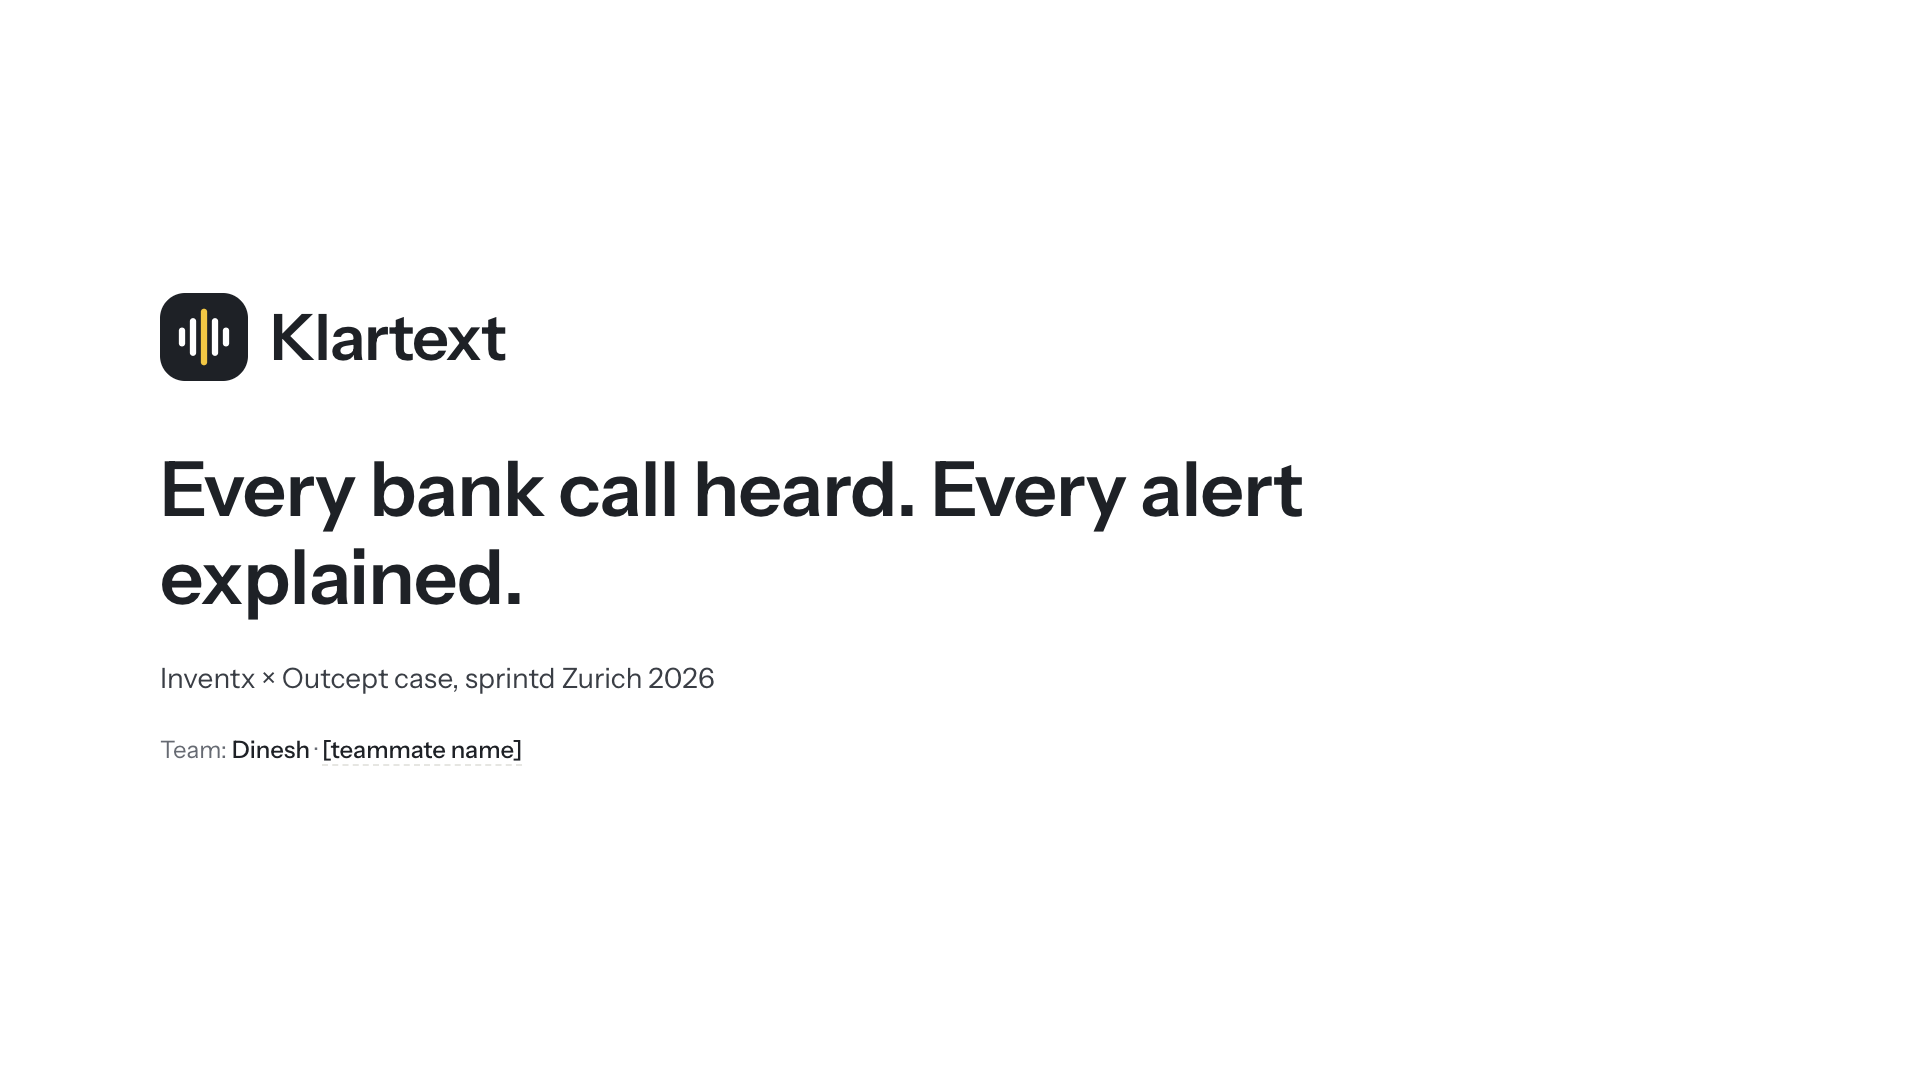 Klartext
Every bank call heard. Every alert
explained.
Inventx × Outcept case, sprintd Zurich 2026
Team: Dinesh · [teammate name]